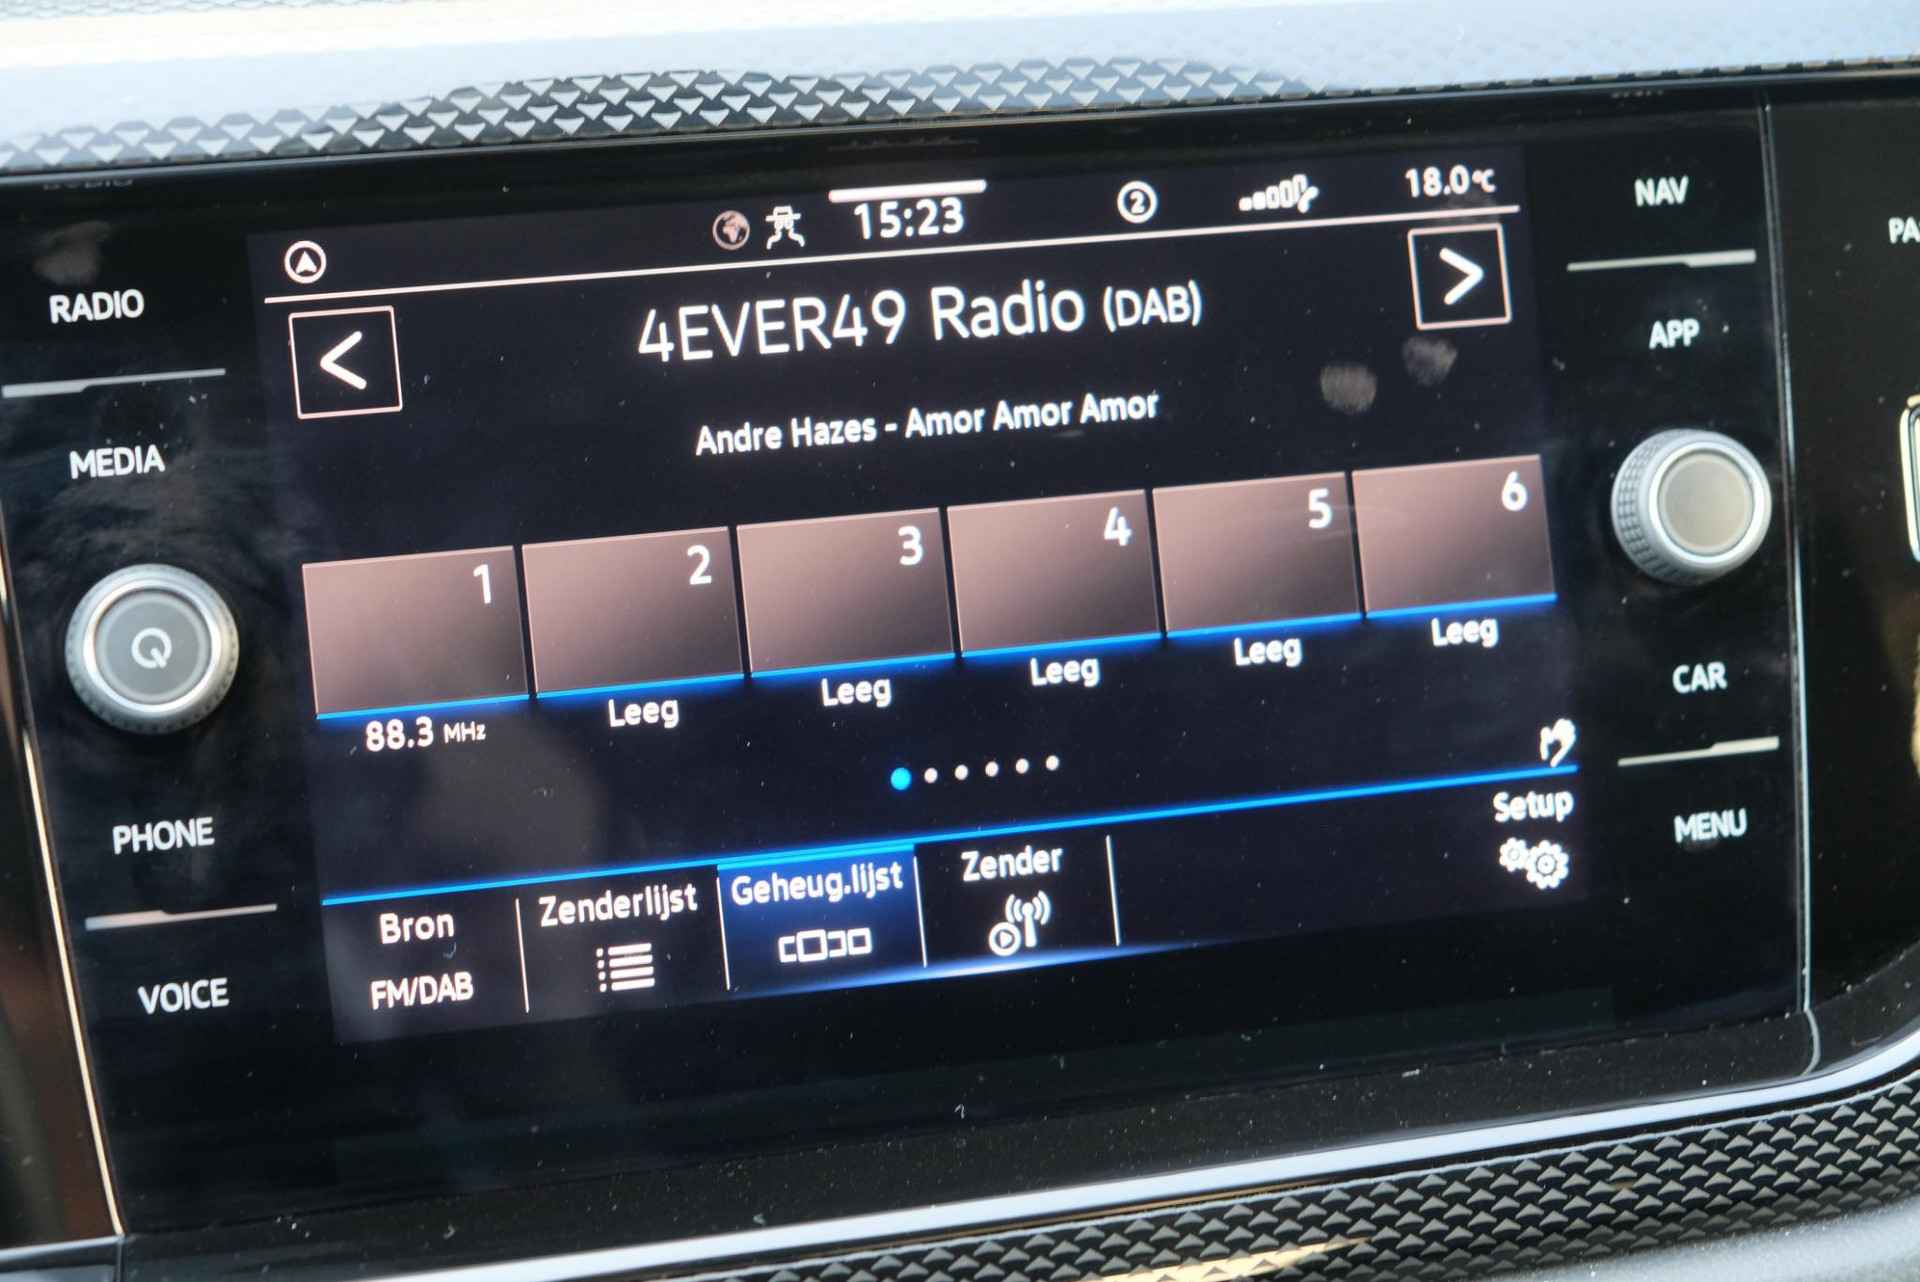 15:23
2
18.0°C
4EVER49 Radio (DAB)
<
>
Andre Hazes - Amor Amor Amor
1
2
3
4
5
6
88.3 MHz
Leeg
Leeg
Leeg
Leeg
Leeg
Bron
FM/DAB
Zenderlijst
Geheug.lijst
Zender
Setup
RADIO
MEDIA
PHONE
VOICE
NAV
APP
CAR
MENU